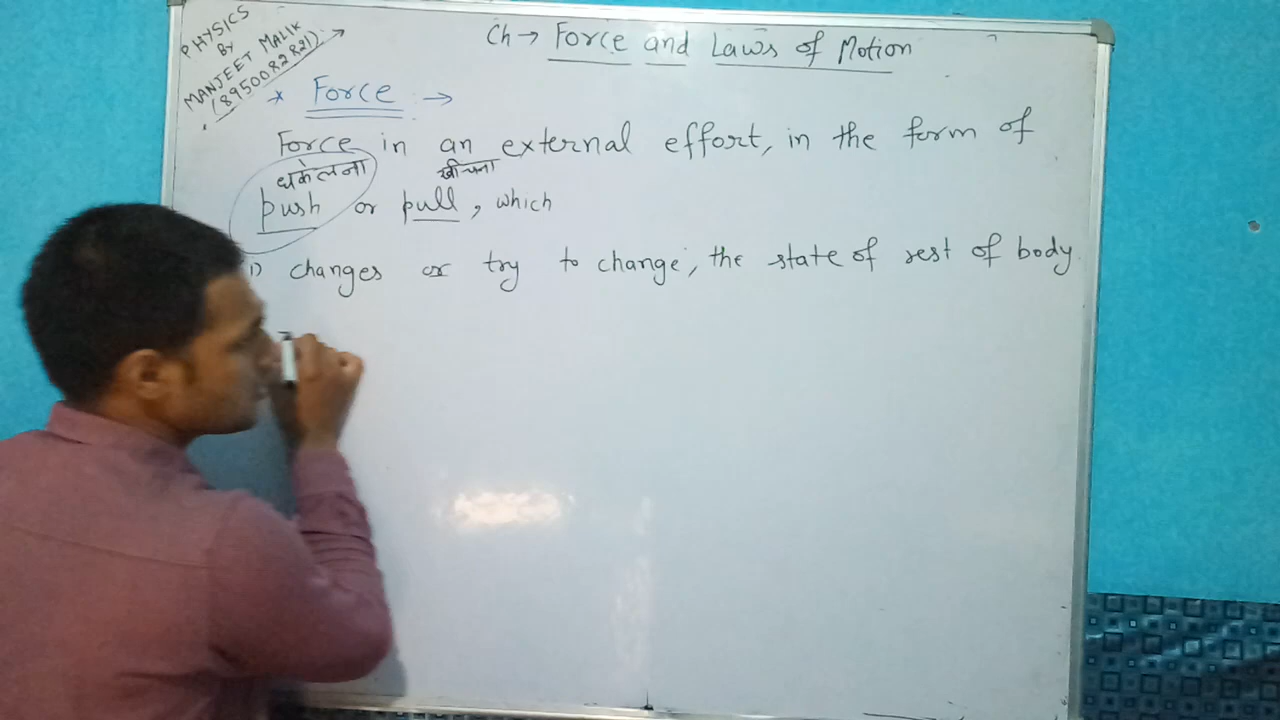 PHYSICS
By
MANJEET MALIK
(8950082821)
Ch → Force and Laws of Motion
* Force →
Force in an external effort, in the form of
धकेलना खीचना
push or pull, which
1) changes or try to change, the state of rest of body